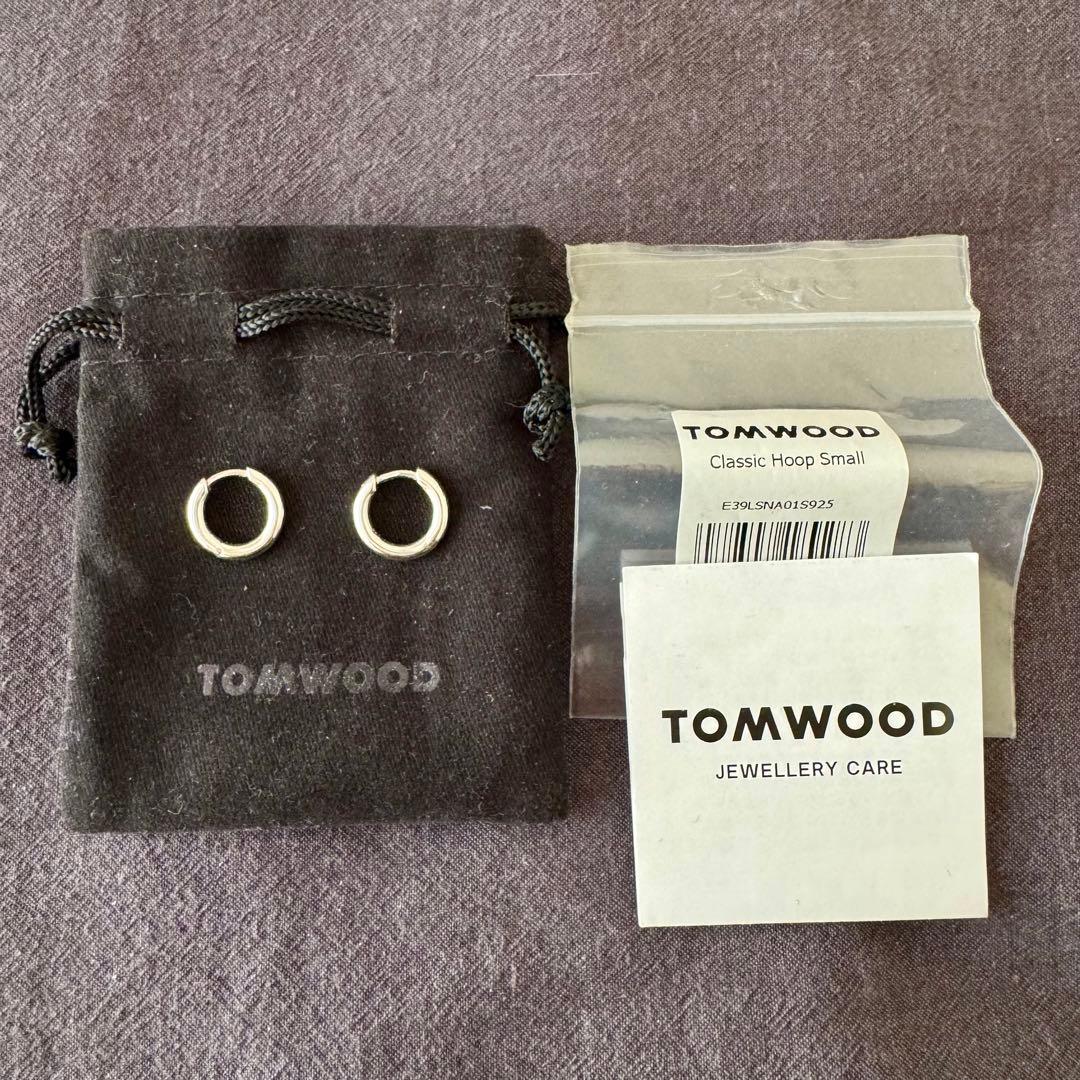 TOMWOOD
TOMWOOD
Classic Hoop Small
E39LSNA01S925
TOMWOOD
JEWELLERY CARE